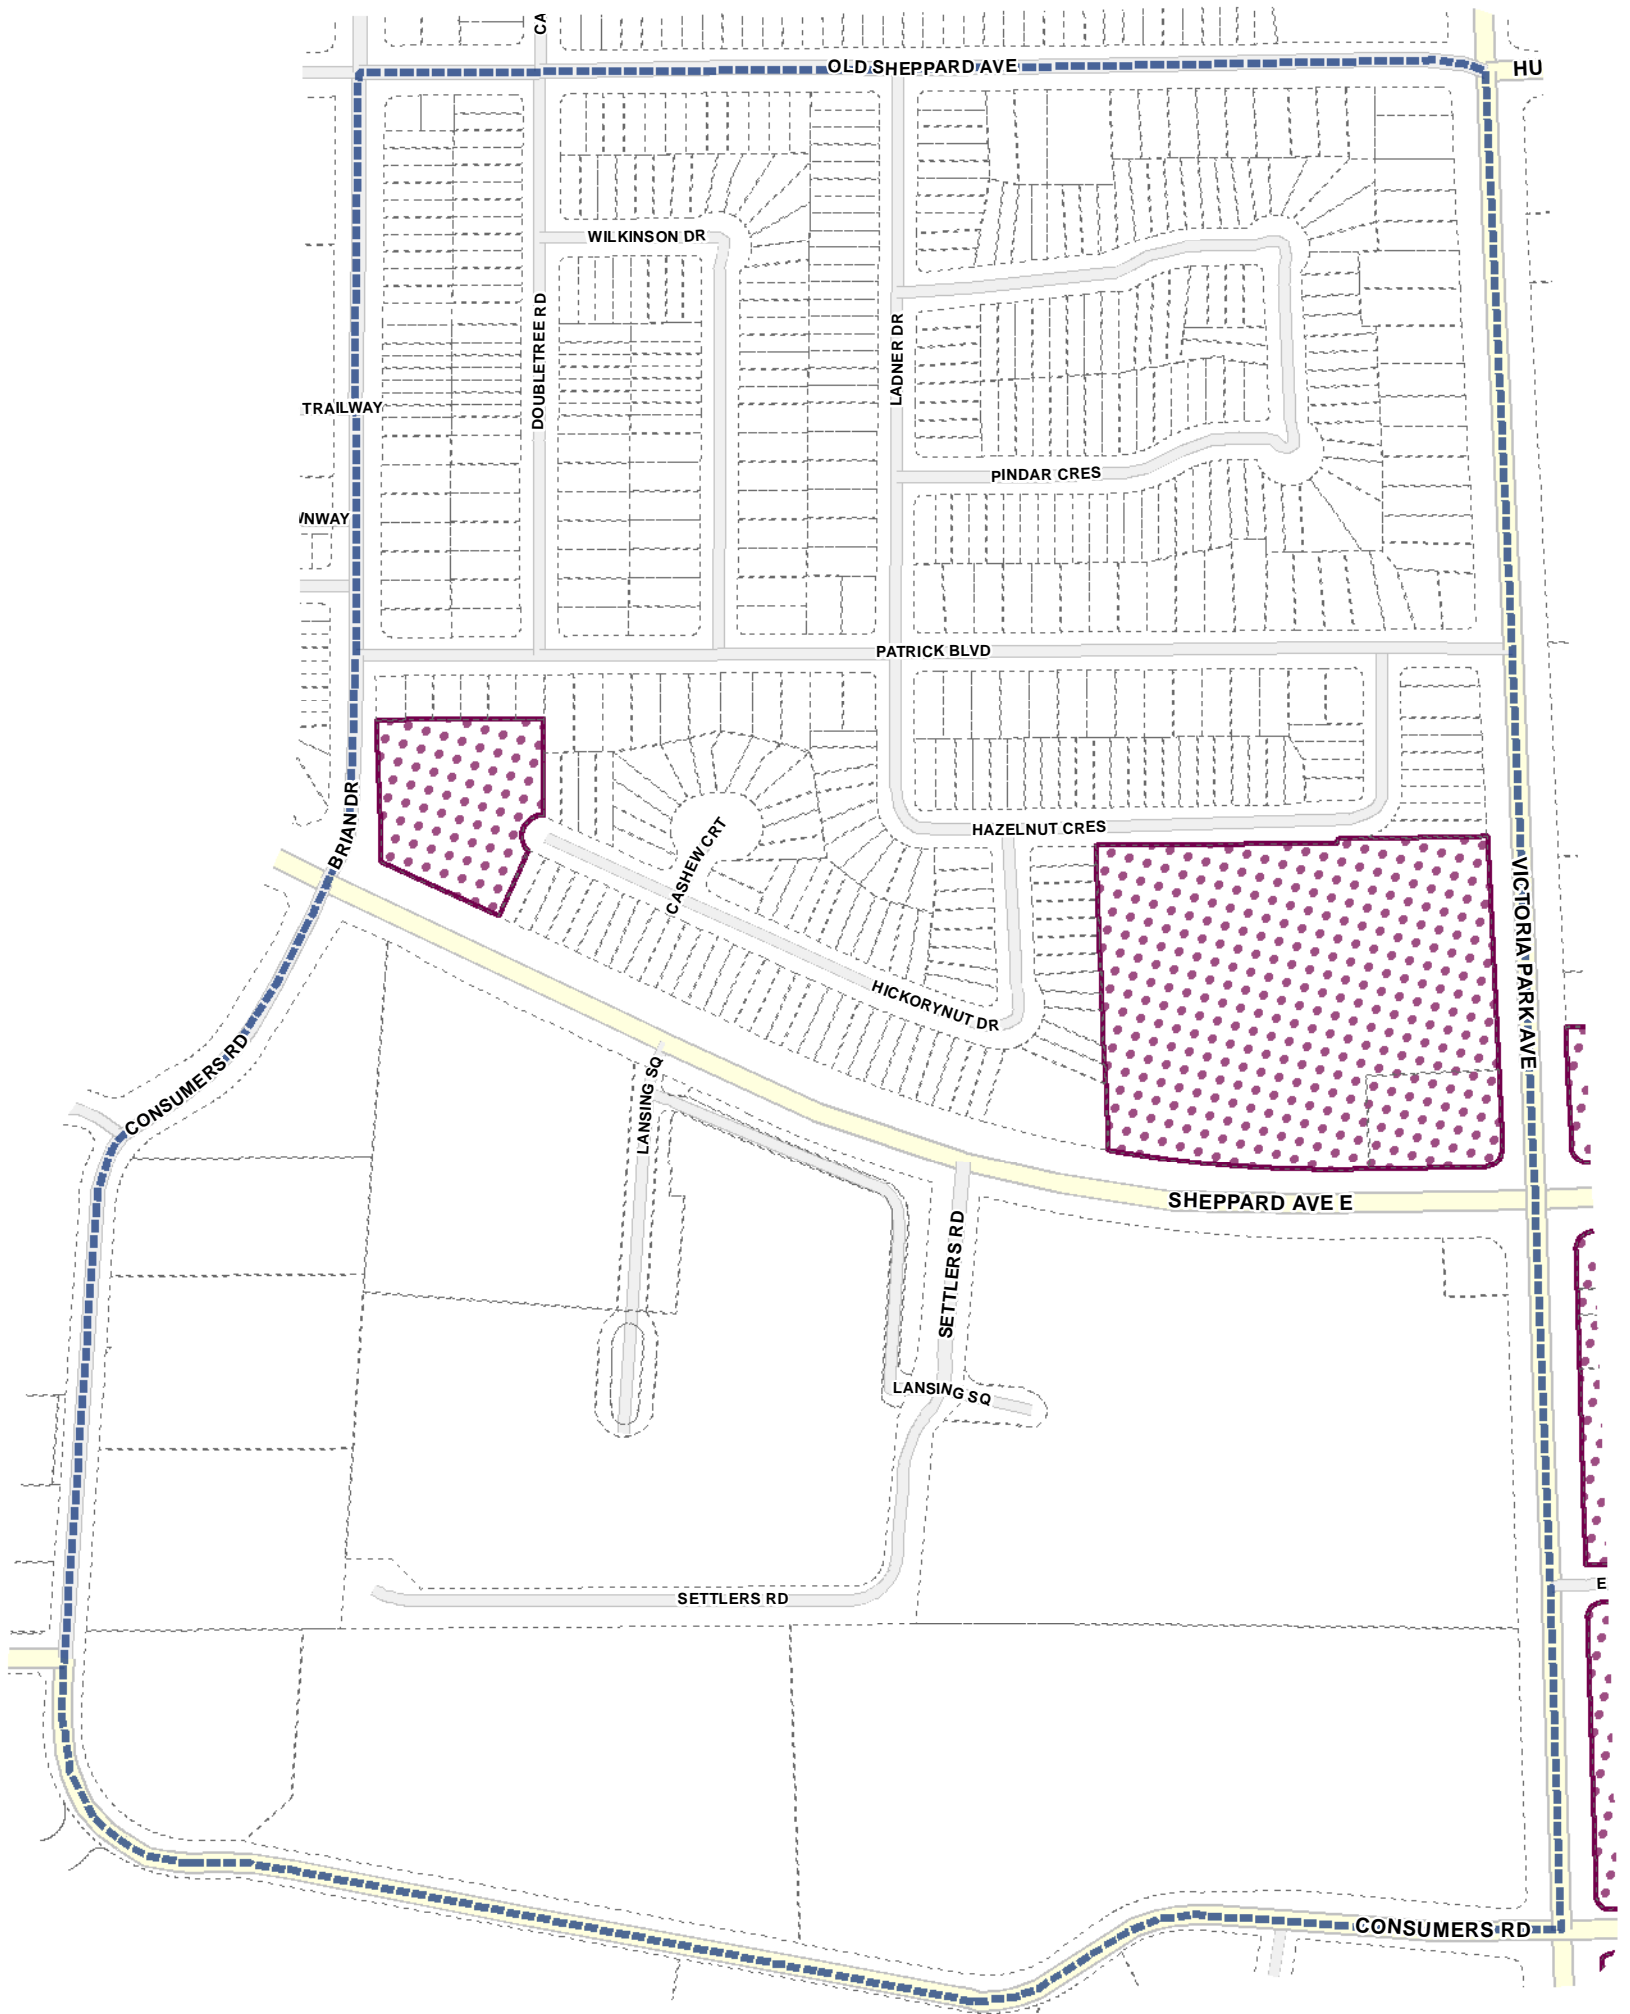 CA
OLD SHEPPARD AVE
HU
WILKINSON DR
DOUBLETREE RD
LADNER DR
TRAILWAY
PINDAR CRES
WNWAY
PATRICK BLVD
BRIAN DR
CASHEW CRT
HAZELNUT CRES
VICTORIA PARK AVE
HICKORYNUT DR
CONSUMERS RD
LANSING SQ
SHEPPARD AVE E
SETTLERS RD
LANSING SQ
E
SETTLERS RD
CONSUMERS RD